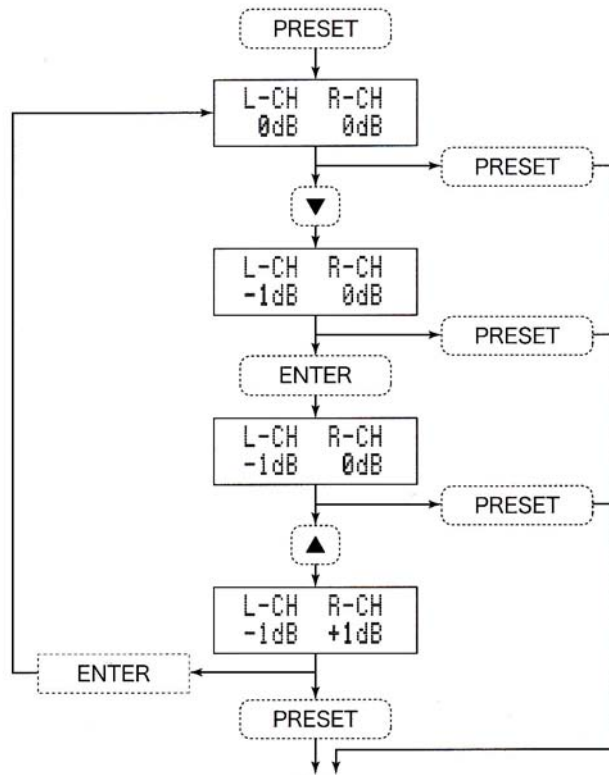 PRESET
L-CH R-CH
0dB 0dB
PRESET
▼
L-CH R-CH
-1dB 0dB
PRESET
ENTER
L-CH R-CH
-1dB 0dB
PRESET
▲
L-CH R-CH
-1dB +1dB
ENTER
PRESET